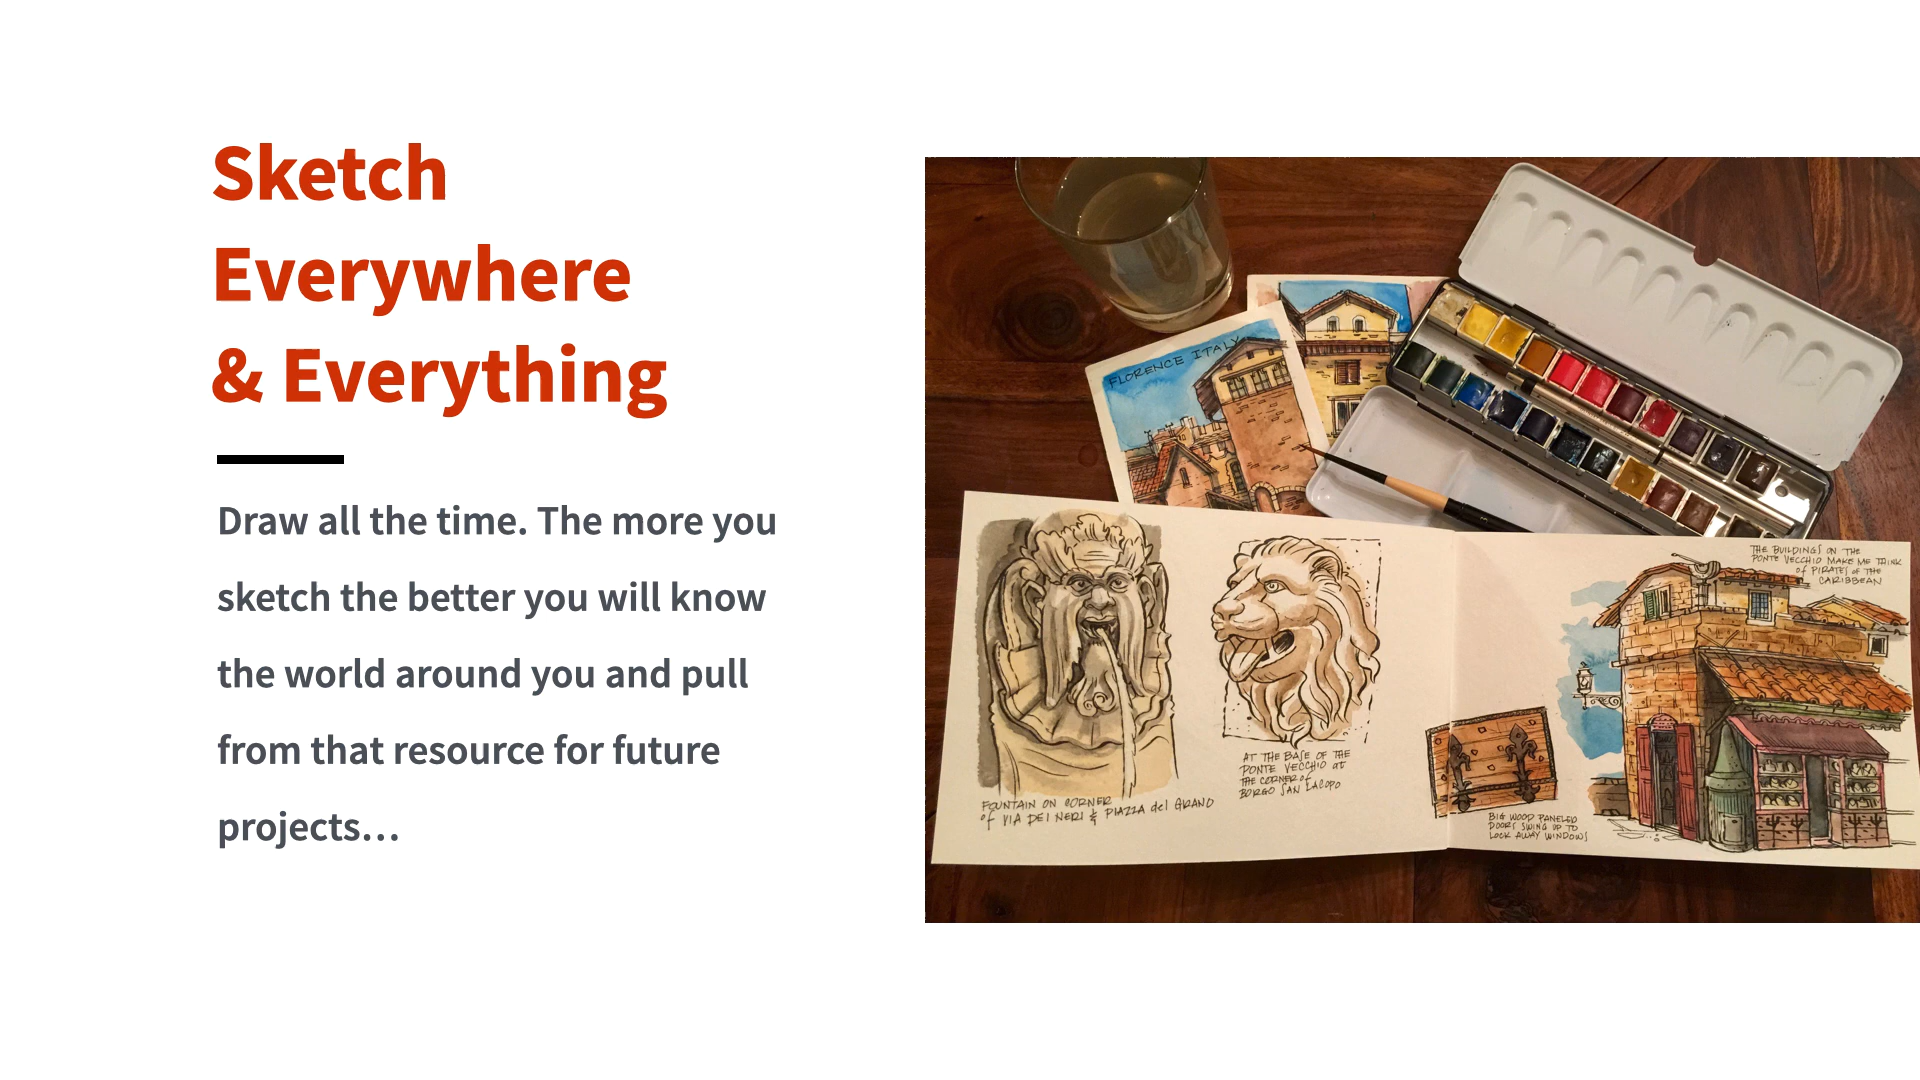 Sketch
Everywhere
& Everything
Draw all the time. The more you
sketch the better you will know
the world around you and pull
from that resource for future
projects…
FLORENCE ITALY
FOUNTAIN ON CORNER
of VIA DEI NERI & PIAZZA del GRANO
AT THE BASE OF THE
PONTE VECCHIO at
THE CORNER of
BORGO SAN IACOPO
THE BUILDINGS ON THE
PONTE VECCHIO MAKE ME THINK
of PIRATES OF THE
CARIBBEAN
BIG WOOD PANELED
DOORS SWING UP TO
LOCK AWAY WINDOWS